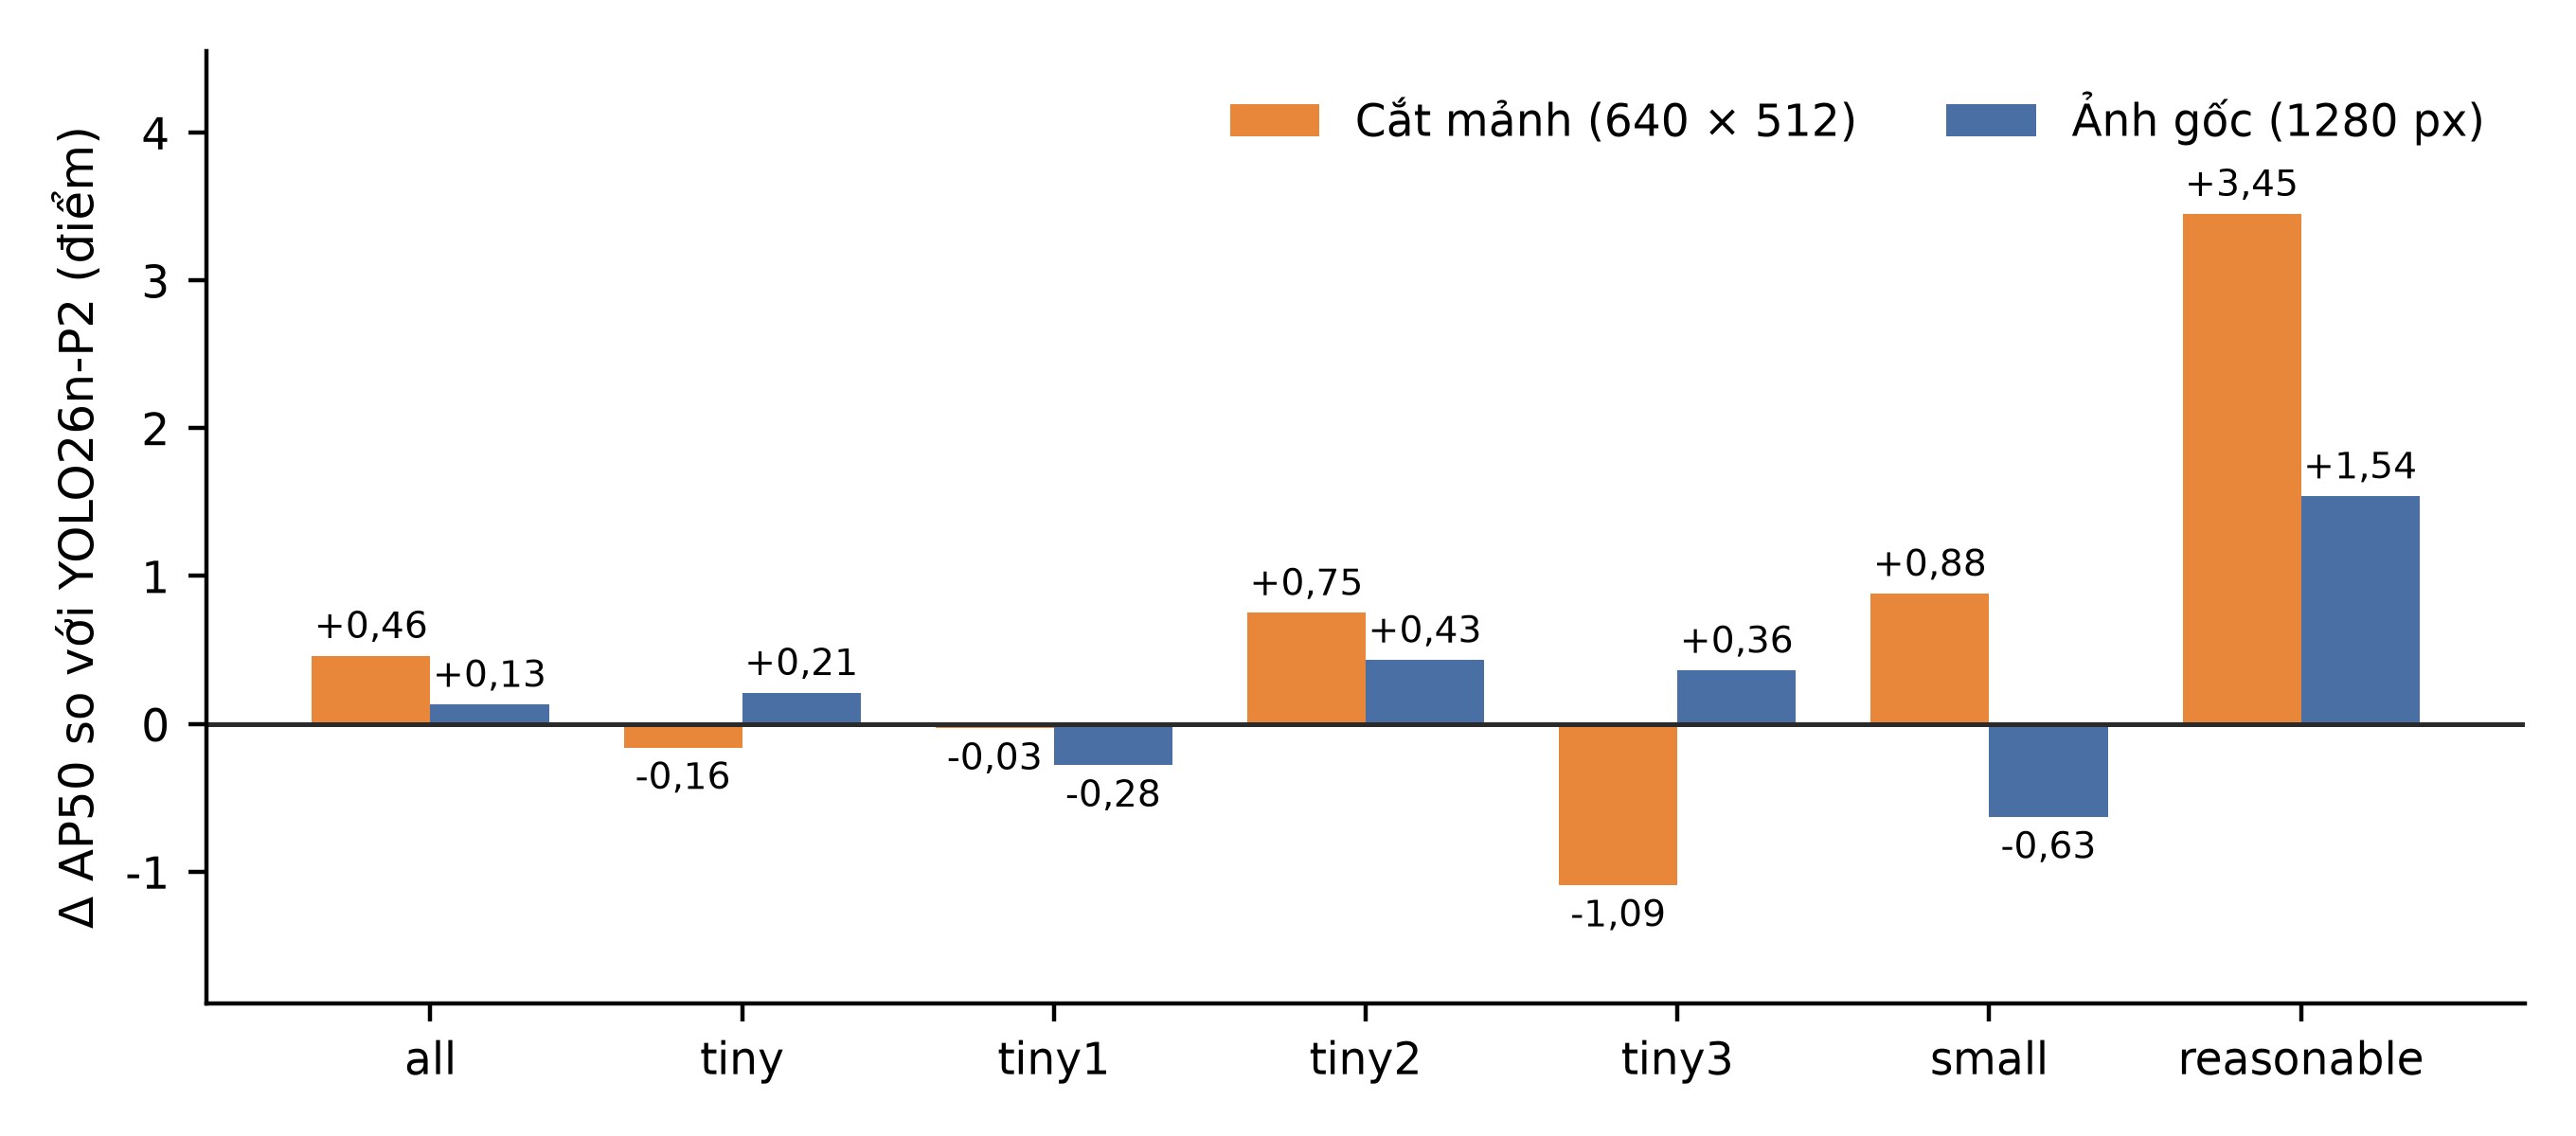 Δ AP50 so với YOLO26n-P2 (điểm)
Cắt mảnh (640 × 512)
Ảnh gốc (1280 px)
4
3
2
1
0
-1
+0,46
+0,13
-0,16
+0,21
-0,03
-0,28
+0,75
+0,43
-1,09
+0,36
+0,88
-0,63
+3,45
+1,54
all
tiny
tiny1
tiny2
tiny3
small
reasonable